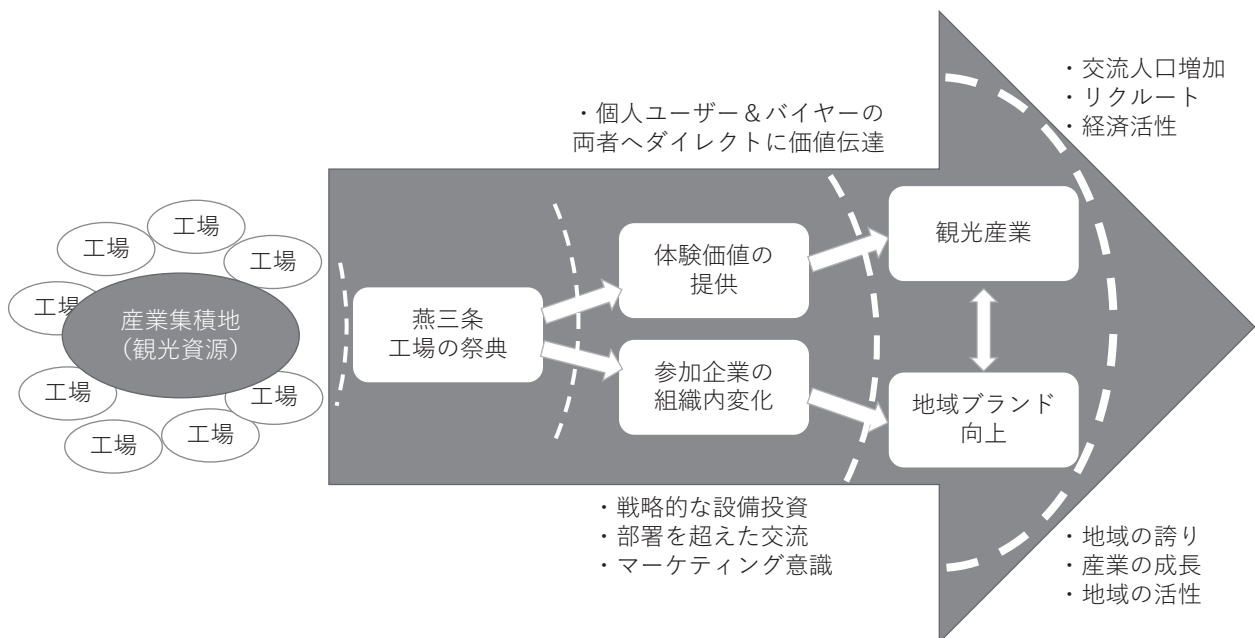 ・交流人口増加
・リクルート
・経済活性
・個人ユーザー＆バイヤーの
両者へダイレクトに価値伝達
工場
工場
工場
工場
工場
工場
工場
工場
産業集積地
（観光資源）
燕三条
工場の祭典
体験価値の
提供
参加企業の
組織内変化
観光産業
地域ブランド
向上
・戦略的な設備投資
・部署を超えた交流
・マーケティング意識
・地域の誇り
・産業の成長
・地域の活性